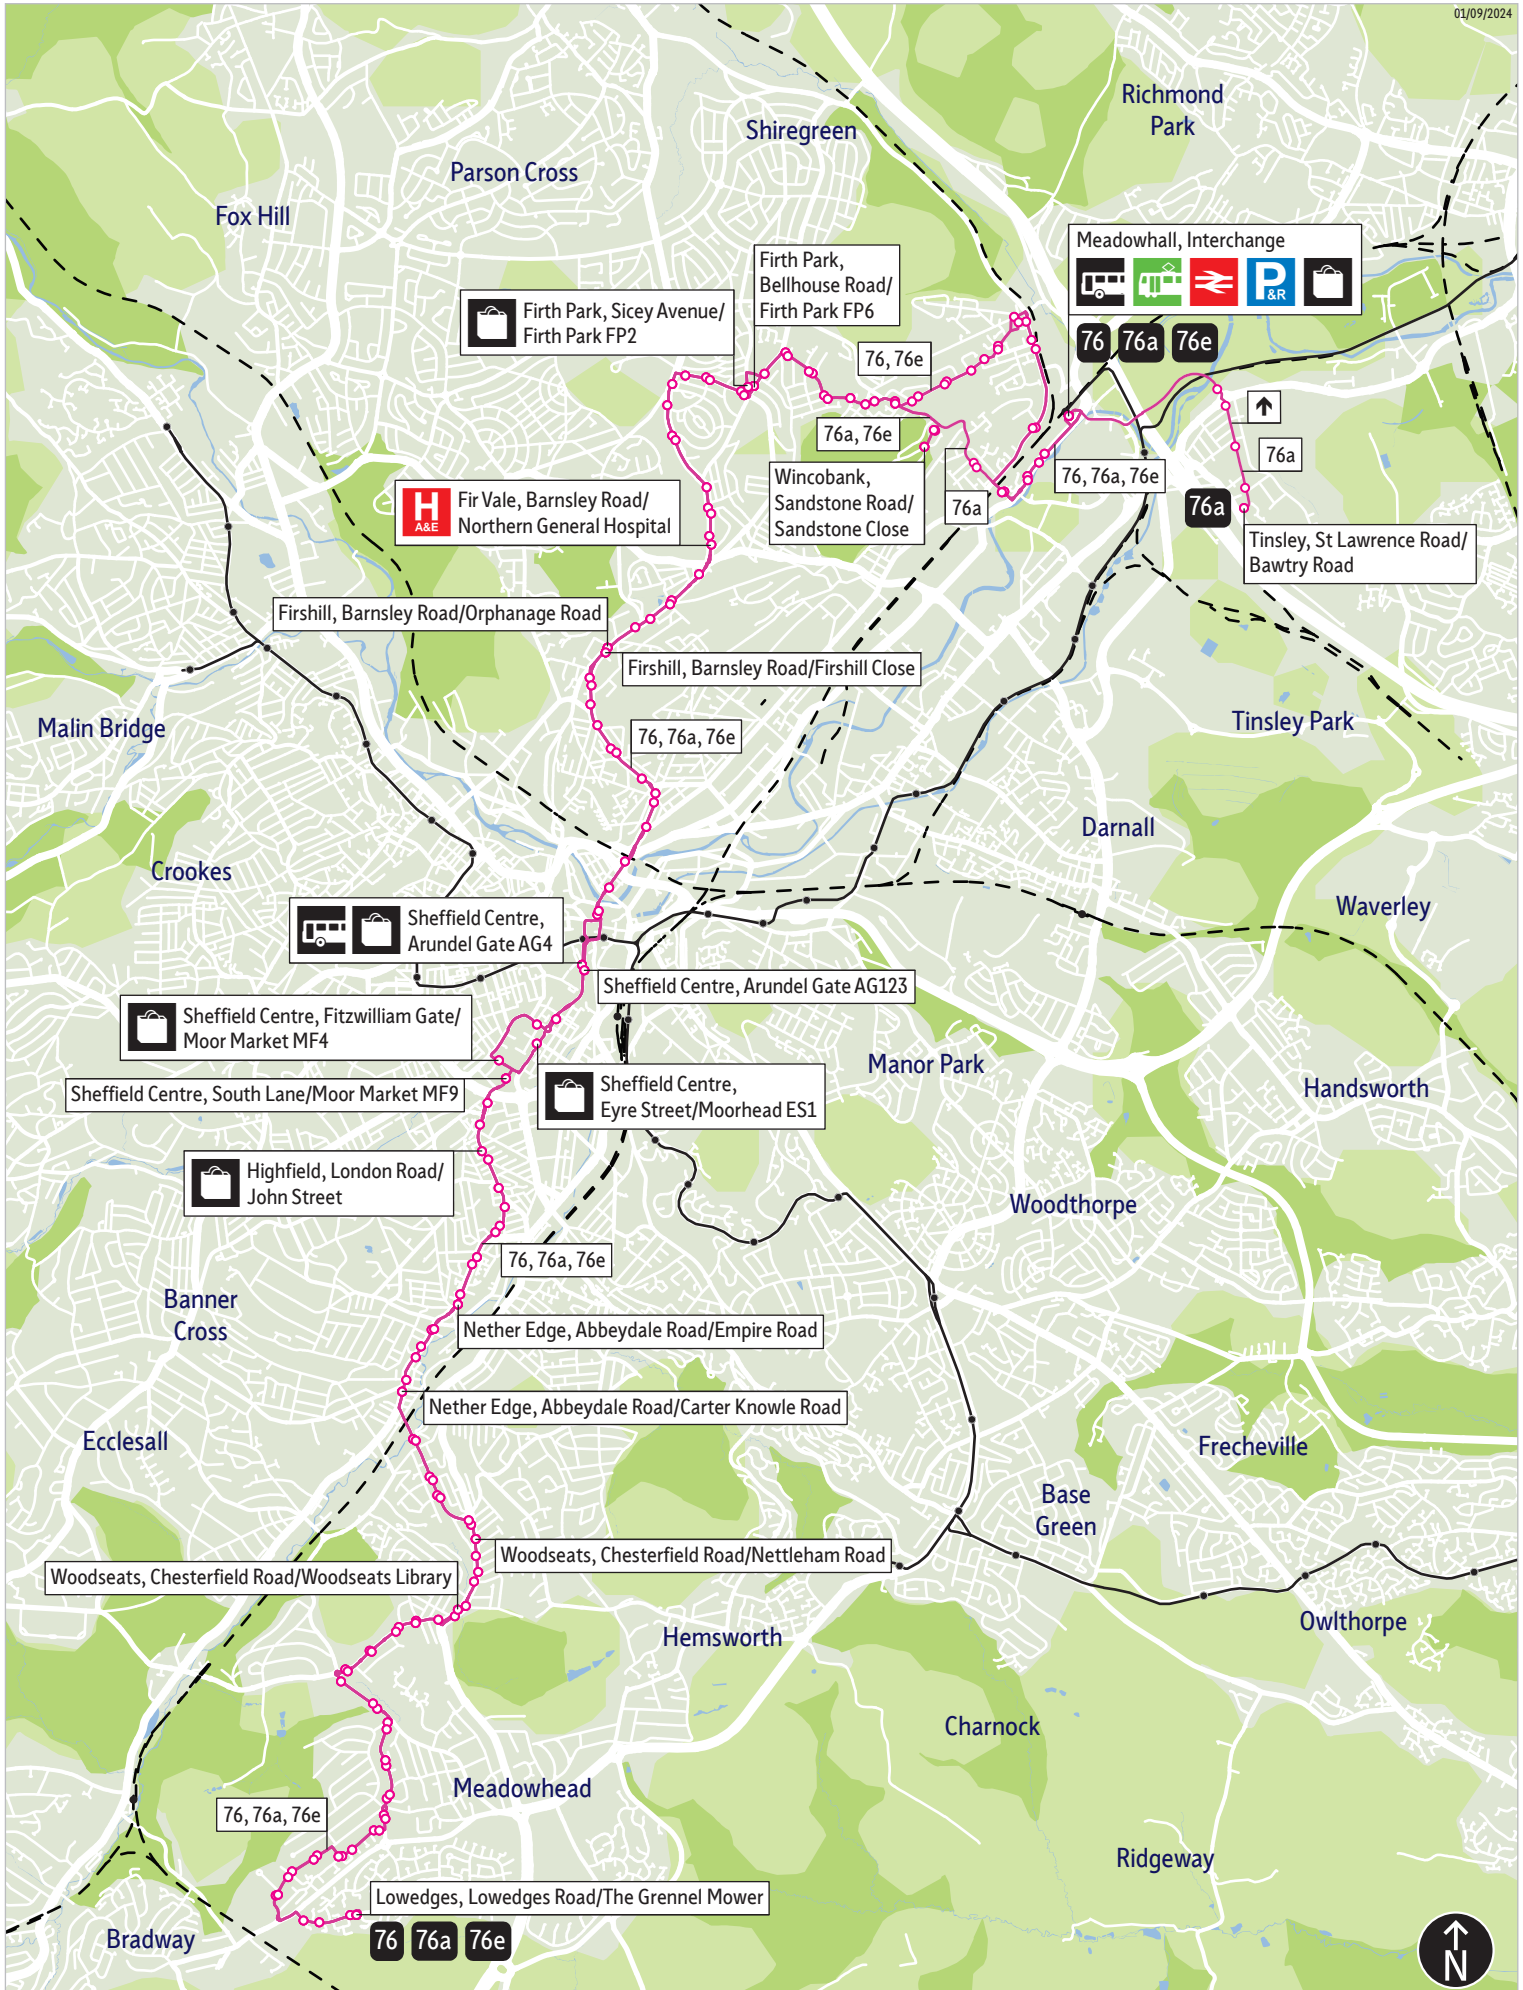 01/09/2024
Richmond
Park
Shiregreen
Parson Cross
Fox Hill
Meadowhall, Interchange
P
&R
76
76a
76e
Firth Park,
Bellhouse Road/
Firth Park FP6
Firth Park, Sicey Avenue/
Firth Park FP2
76, 76e
76a, 76e
76a
Wincobank,
Sandstone Road/
Sandstone Close
76a
76, 76a, 76e
76a
Tinsley, St Lawrence Road/
Bawtry Road
H
A&E
Fir Vale, Barnsley Road/
Northern General Hospital
Firshill, Barnsley Road/Orphanage Road
Firshill, Barnsley Road/Firshill Close
Malin Bridge
Tinsley Park
76, 76a, 76e
Darnall
Crookes
Waverley
Sheffield Centre,
Arundel Gate AG4
Sheffield Centre, Arundel Gate AG123
Sheffield Centre, Fitzwilliam Gate/
Moor Market MF4
Manor Park
Handsworth
Sheffield Centre, South Lane/Moor Market MF9
Sheffield Centre,
Eyre Street/Moorhead ES1
Highfield, London Road/
John Street
Woodthorpe
76, 76a, 76e
Banner
Cross
Nether Edge, Abbeydale Road/Empire Road
Nether Edge, Abbeydale Road/Carter Knowle Road
Ecclesall
Frecheville
Base
Green
Woodseats, Chesterfield Road/Nettleham Road
Woodseats, Chesterfield Road/Woodseats Library
Owlthorpe
Hemsworth
Charnock
Meadowhead
76, 76a, 76e
Ridgeway
Lowedges, Lowedges Road/The Grennel Mower
76
76a
76e
Bradway
N